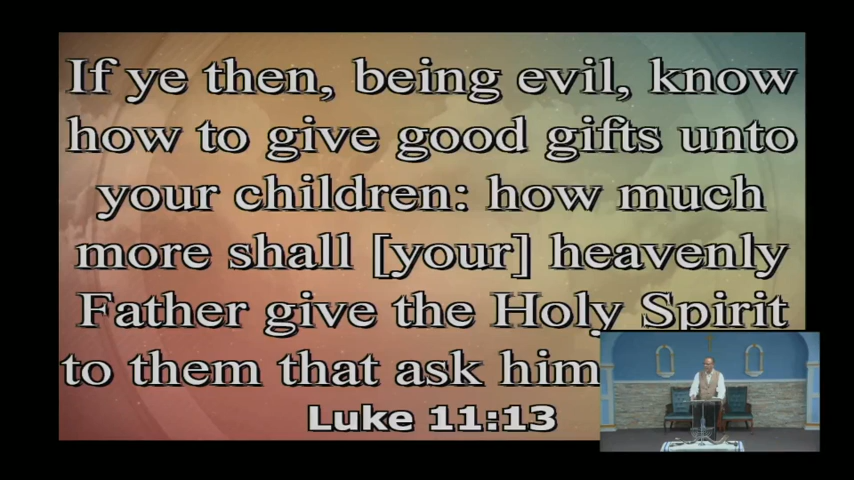 If ye then, being evil, know
how to give good gifts unto
your children: how much
more shall [your] heavenly
Father give the Holy Spirit
to them that ask him
Luke 11:13